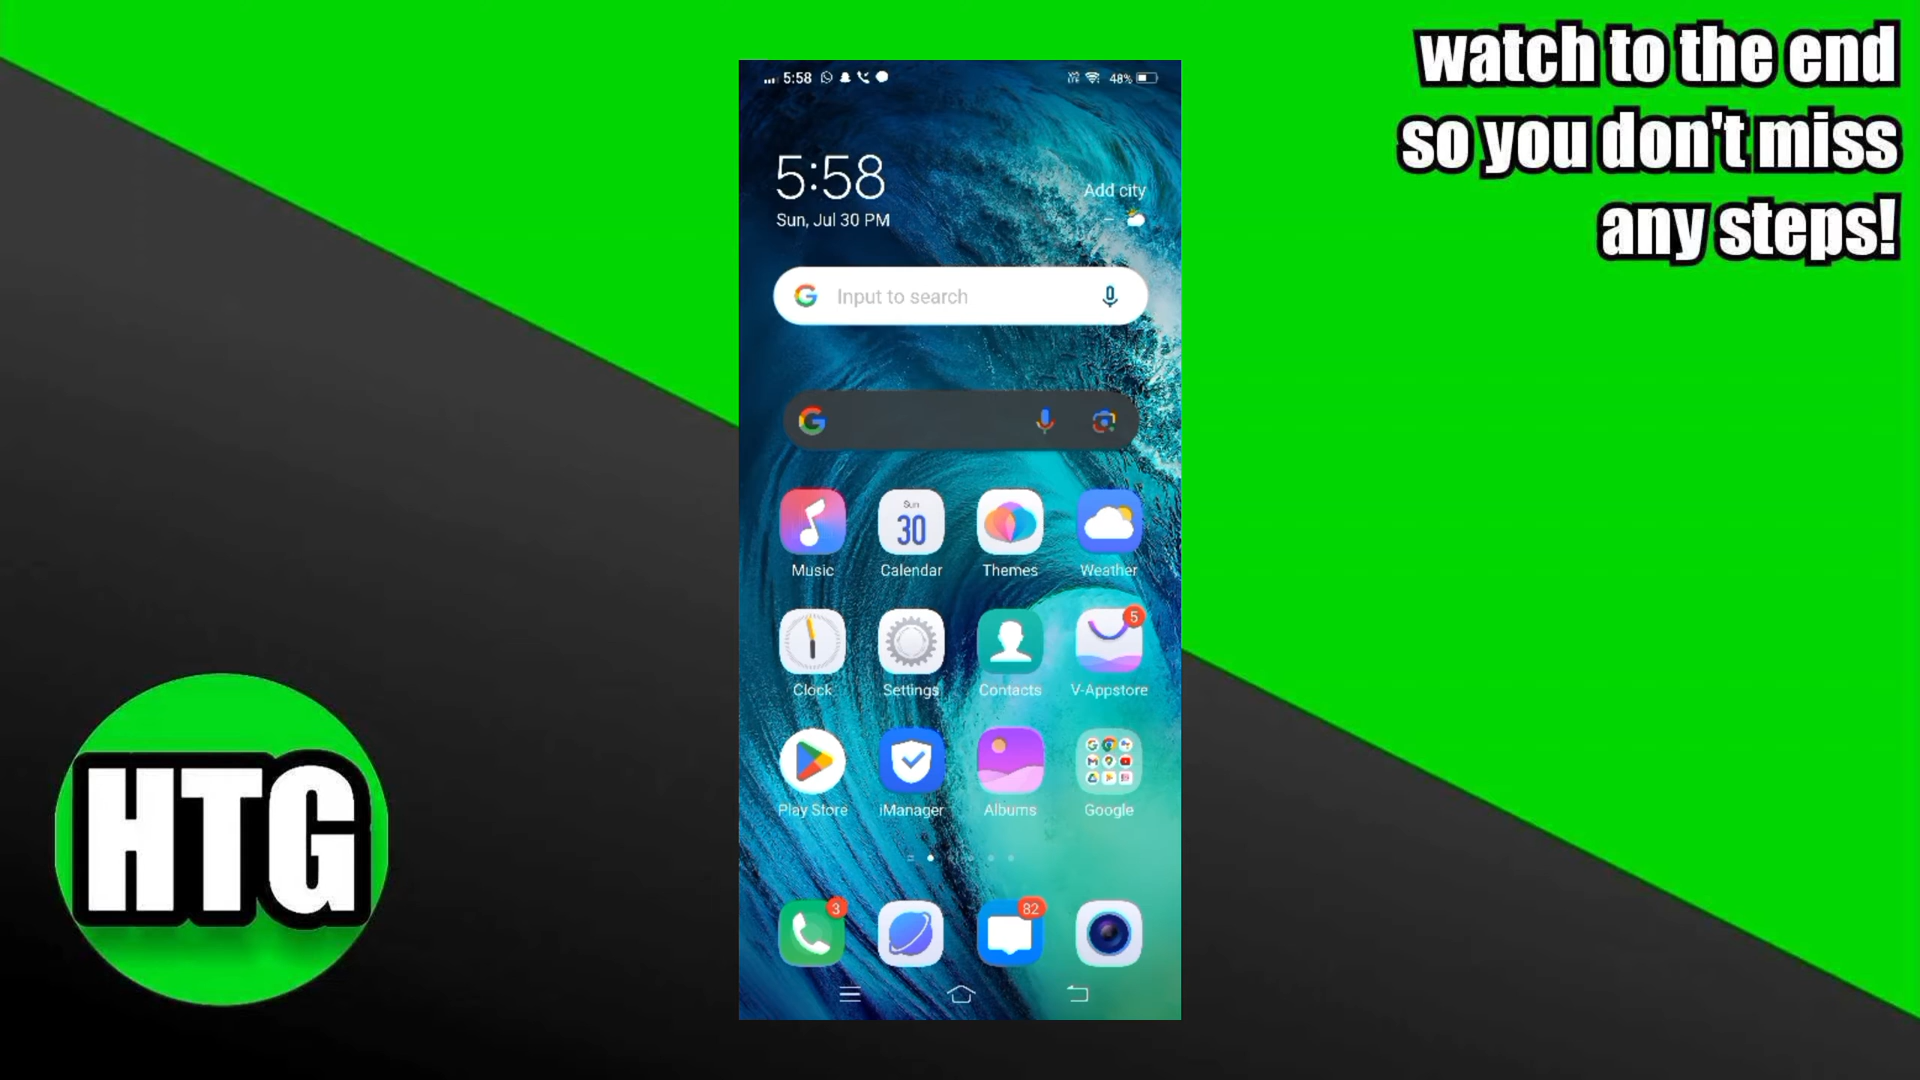 watch to the end
so you don't miss
any steps!
5:58
48%
5:58
Add city
Sun, Jul 30 PM
Input to search
Sun
30
Music
Calendar
Themes
Weather
5
Clock
Settings
Contacts
V-Appstore
Play Store
iManager
Albums
Google
3
82
HTG